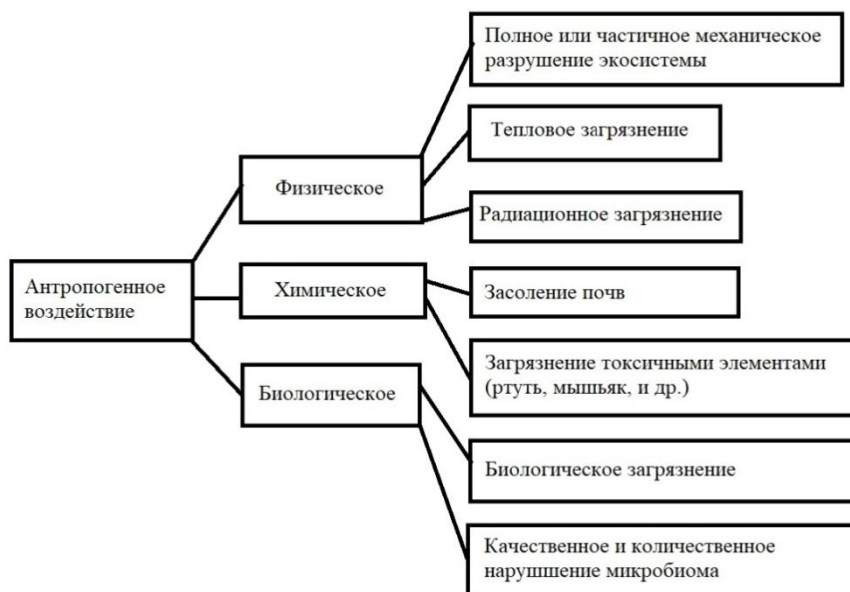 Полное или частичное механическое
разрушение экосистемы
Тепловое загрязнение
Физическое
Радиационное загрязнение
Антропогенное
воздействие
Химическое
Засоление почв
Загрязнение токсичными элементами
(ртуть, мышьяк, и др.)
Биологическое
Биологическое загрязнение
Качественное и количественное
нарушшение микробиома